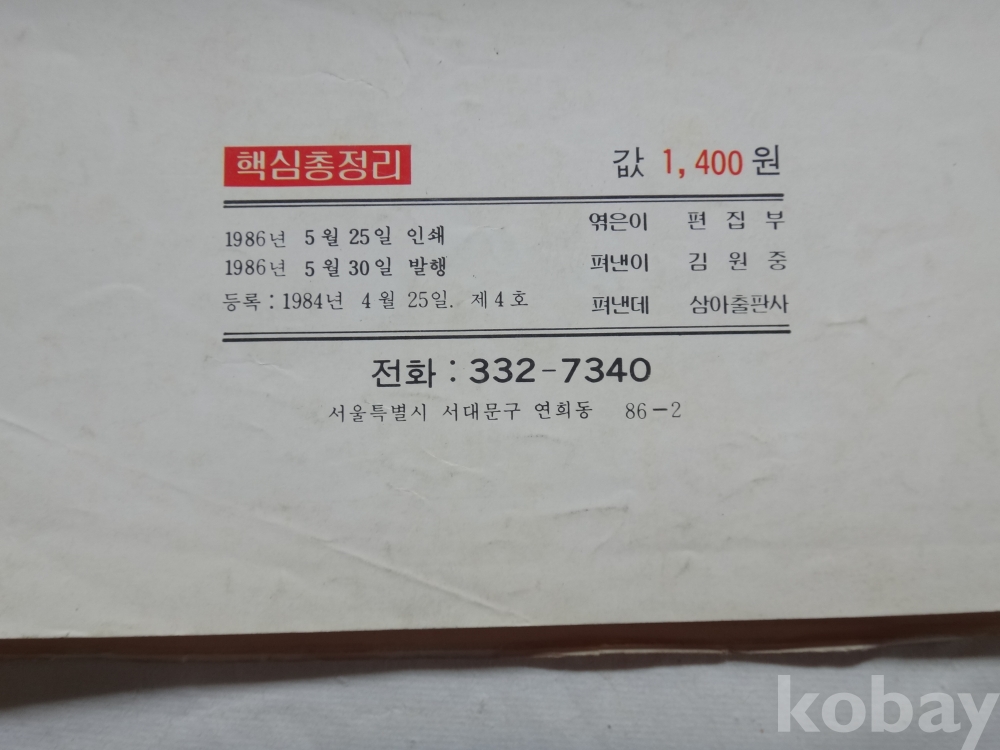 핵심총정리 값 1,400원
1986년 5월 25일 인쇄 엮은이 편집부
1986년 5월 30일 발행 펴낸이 김원중
등록 : 1984년 4월 25일. 제4호 펴낸데 삼아출판사
전화 : 332-7340
서울특별시 서대문구 연희동 86-2
kobay